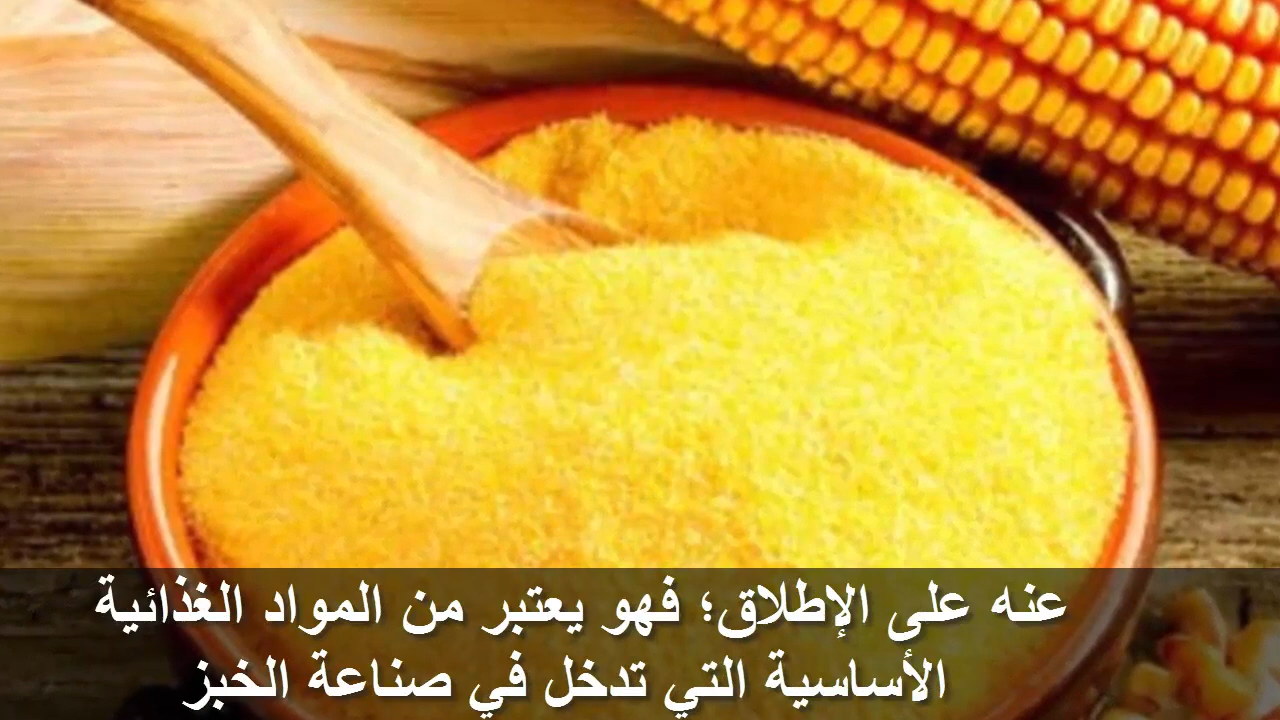 عنه على الإطلاق؛ فهو يعتبر من المواد الغذائية
الأساسية التي تدخل في صناعة الخبز